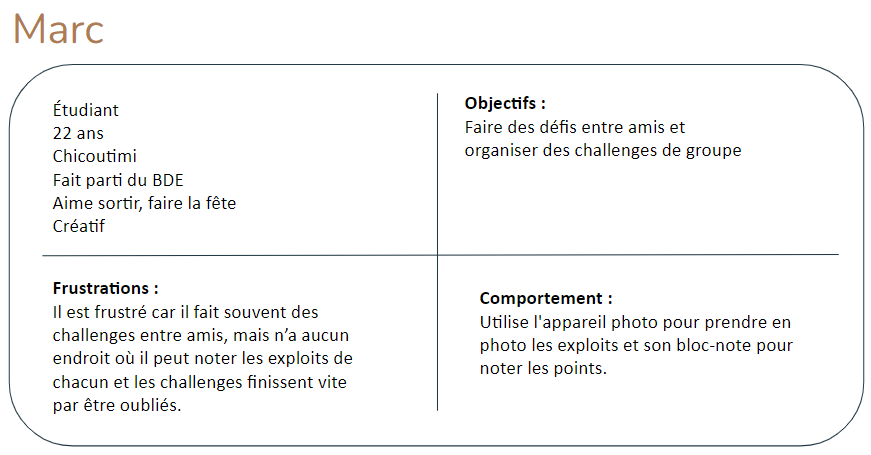 Marc
Étudiant
22 ans
Chicoutimi
Fait parti du BDE
Aime sortir, faire la fête
Créatif
Objectifs :
Faire des défis entre amis et
organiser des challenges de groupe
Frustrations :
Il est frustré car il fait souvent des
challenges entre amis, mais n’a aucun
endroit où il peut noter les exploits de
chacun et les challenges finissent vite
par être oubliés.
Comportement :
Utilise l'appareil photo pour prendre en
photo les exploits et son bloc-note pour
noter les points.